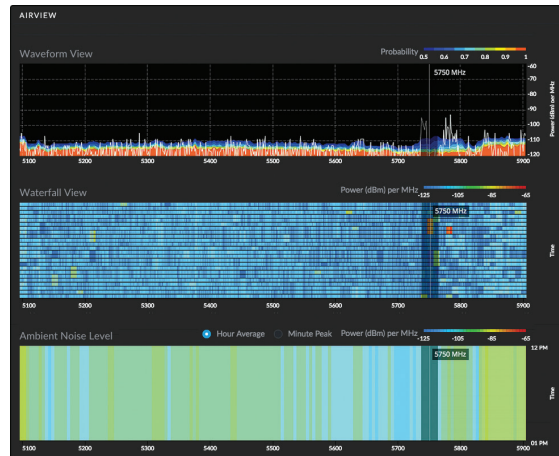 AIRVIEW
Waveform View
Probability 0.5 0.6 0.7 0.8 0.9 1
5750 MHz
-60
-70
-80
-90
-100
-110
-120
Power (dBm) per MHz
5100 5200 5300 5400 5500 5600 5700 5800 5900
Waterfall View
Power (dBm) per MHz -125 -105 -85 -65
5750 MHz
Time
5100 5200 5300 5400 5500 5600 5700 5800 5900
Ambient Noise Level
Hour Average Minute Peak Power (dBm) per MHz -125 -105 -85 -65
5750 MHz
12 PM
Time
01 PM
5100 5200 5300 5400 5500 5600 5700 5800 5900